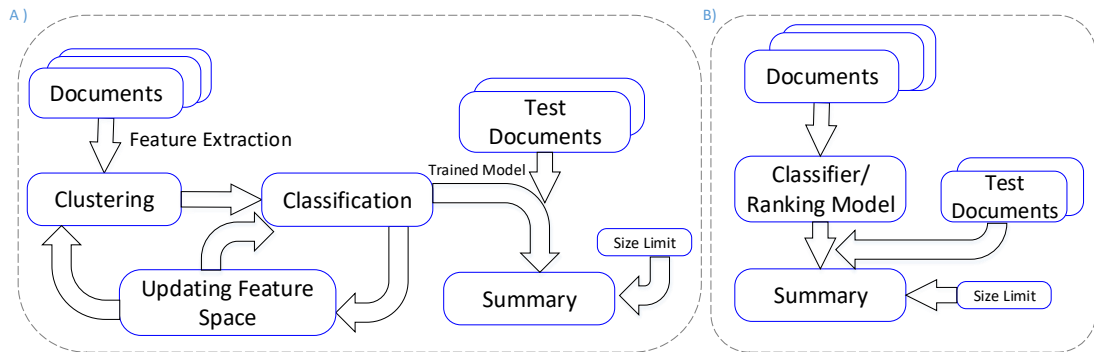 A )
Documents
Feature Extraction
Clustering
Classification
Updating Feature
Space
Test
Documents
Trained Model
Size Limit
Summary
B)
Documents
Classifier/
Ranking Model
Test
Documents
Summary
Size Limit